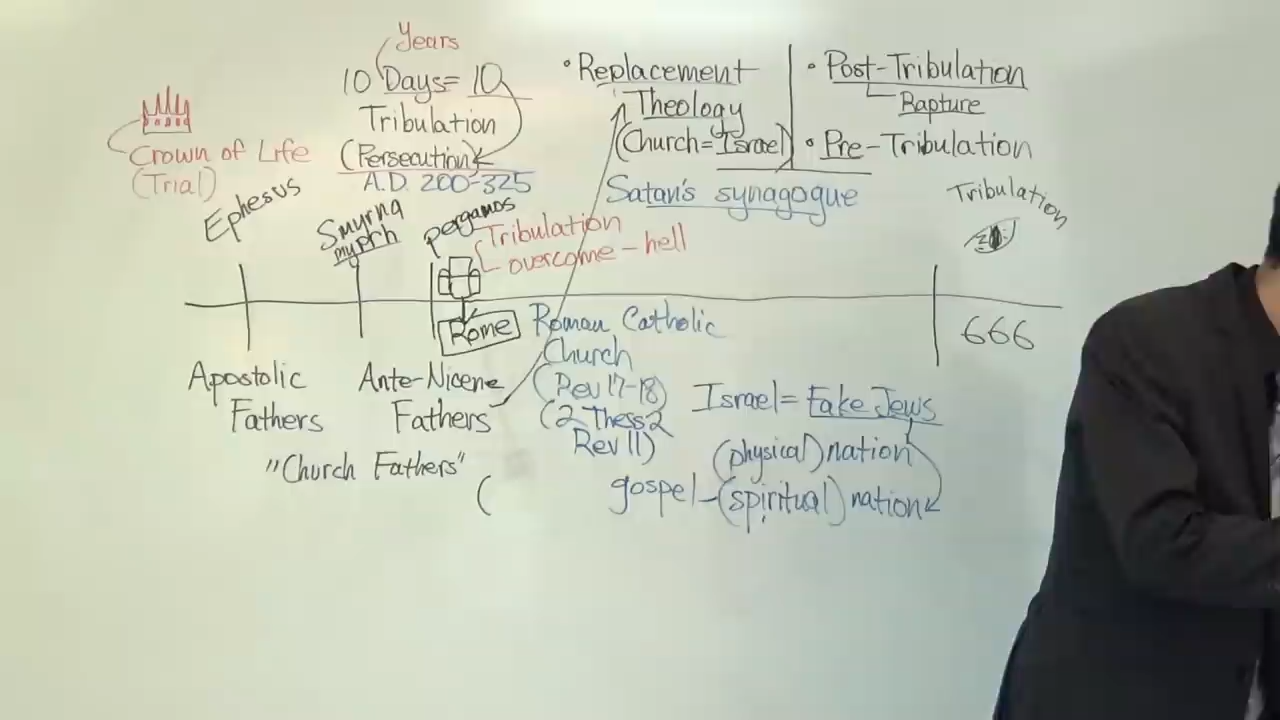 Years
10 Days = 10
Tribulation
(Persecution)
A.D. 200-325
Crown of Life
(Trial)
• Replacement
Theology
(Church = Israel)
• Post-Tribulation
Rapture
• Pre-Tribulation
Satan's synagogue
Ephesus
Smyrna
myrrh
pergamos
Tribulation
overcome - hell
Tribulation
Rome
Roman Catholic
Church
(Rev 17-18)
(2 Thess 2
Rev 11)
666
Apostolic
Fathers
Ante-Nicene
Fathers
"Church Fathers"
(
Israel = Fake Jews
(physical) nation
gospel - (spiritual) nation